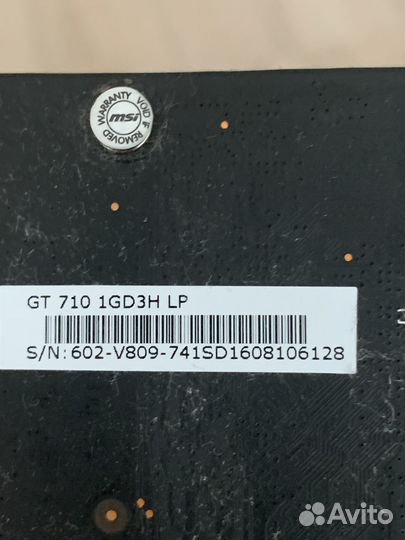 WARRANTY VOID IF REMOVED
msi
GT 710 1GD3H LP
S/N: 602-V809-741SD1608106128
Avito